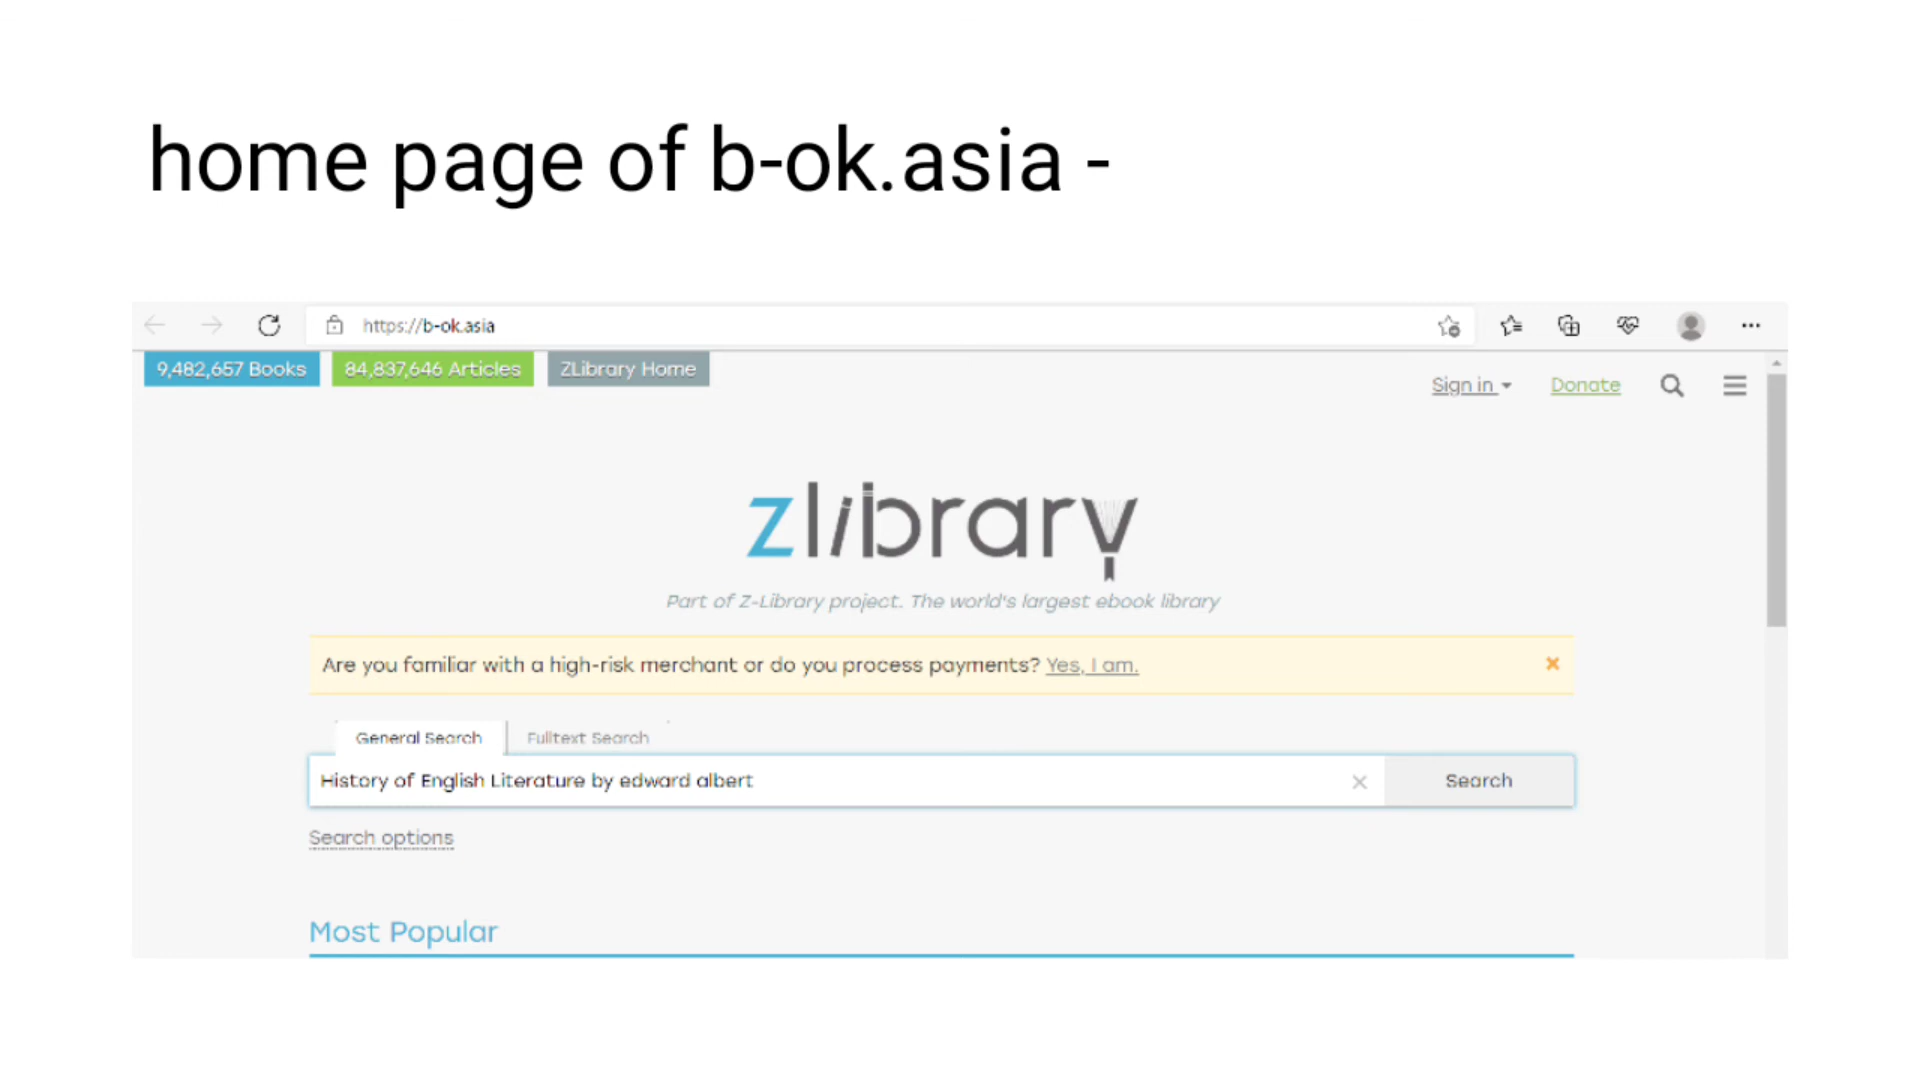 home page of b-ok.asia -
https://b-ok.asia
9,482,657 Books 84,837,646 Articles ZLibrary Home
Sign in Donate
zlibrary
Part of Z-Library project. The world's largest ebook library
Are you familiar with a high-risk merchant or do you process payments? Yes, I am.
General Search Fulltext Search
History of English Literature by edward albert Search
Search options
Most Popular